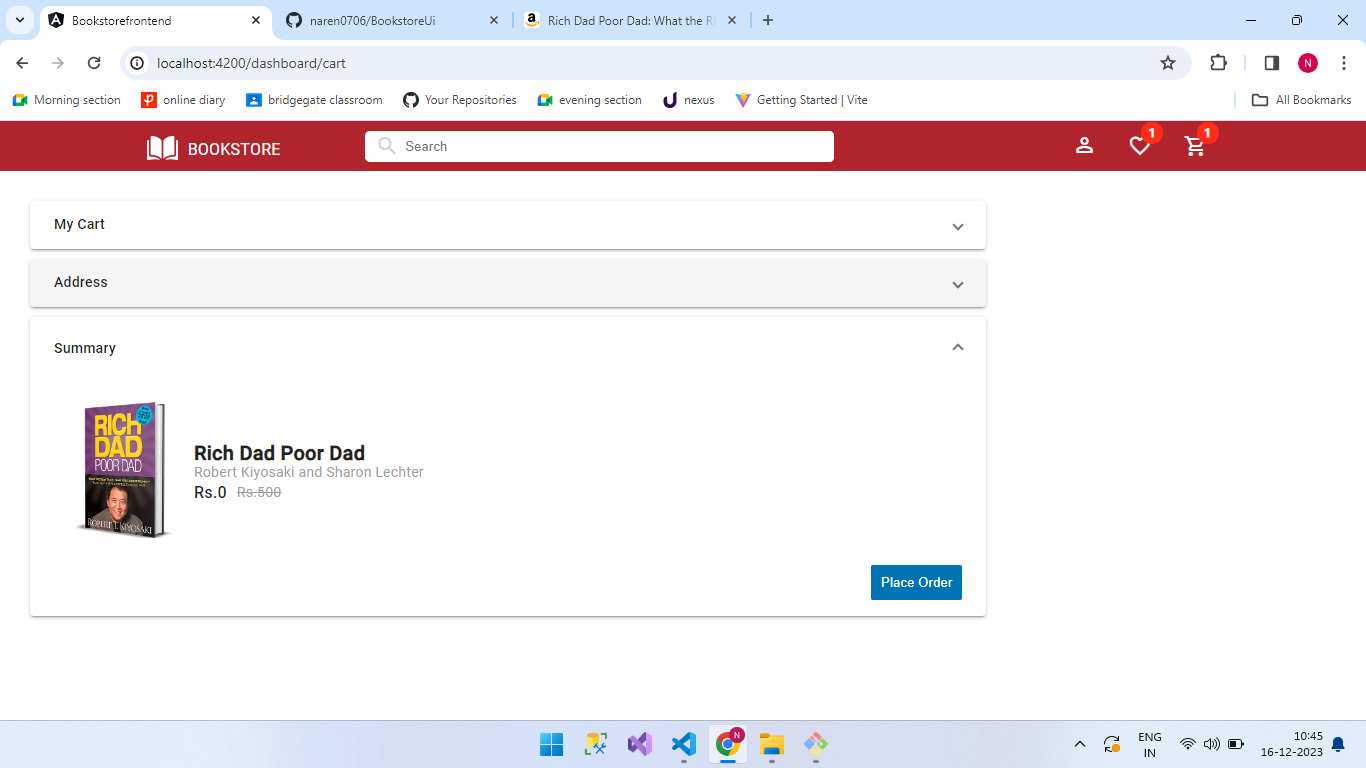 Bookstorefrontend
naren0706/BookstoreUi
Rich Dad Poor Dad: What the R
localhost:4200/dashboard/cart
N
Morning section
online diary
bridgegate classroom
Your Repositories
evening section
nexus
Getting Started | Vite
All Bookmarks
BOOKSTORE
Search
1
1
My Cart
Address
Summary
RICH
DAD
POOR DAD
ROBERT T. KIYOSAKI
Rich Dad Poor Dad
Robert Kiyosaki and Sharon Lechter
Rs.0 Rs.500
Place Order
N
ENG
IN
10:45
16-12-2023